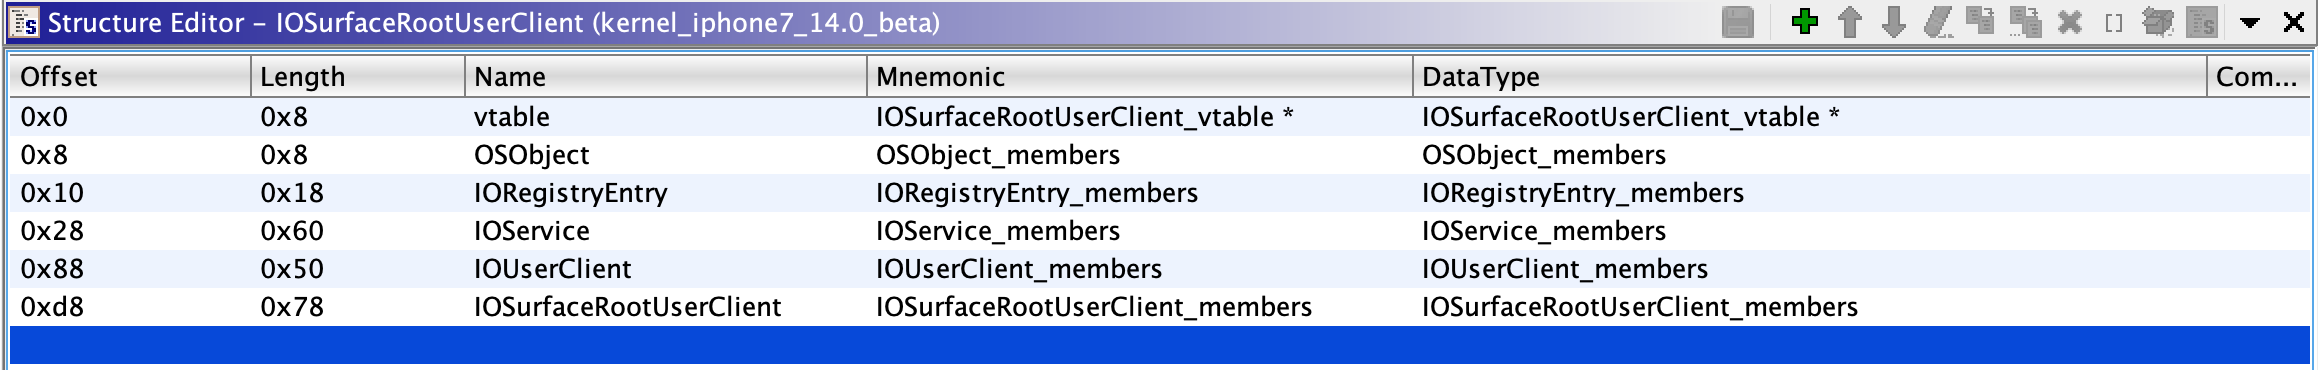 Structure Editor – IOSurfaceRootUserClient (kernel_iphone7_14.0_beta)
Offset Length Name Mnemonic DataType Com...
0x0 0x8 vtable IOSurfaceRootUserClient_vtable * IOSurfaceRootUserClient_vtable *
0x8 0x8 OSObject OSObject_members OSObject_members
0x10 0x18 IORegistryEntry IORegistryEntry_members IORegistryEntry_members
0x28 0x60 IOService IOService_members IOService_members
0x88 0x50 IOUserClient IOUserClient_members IOUserClient_members
0xd8 0x78 IOSurfaceRootUserClient IOSurfaceRootUserClient_members IOSurfaceRootUserClient_members